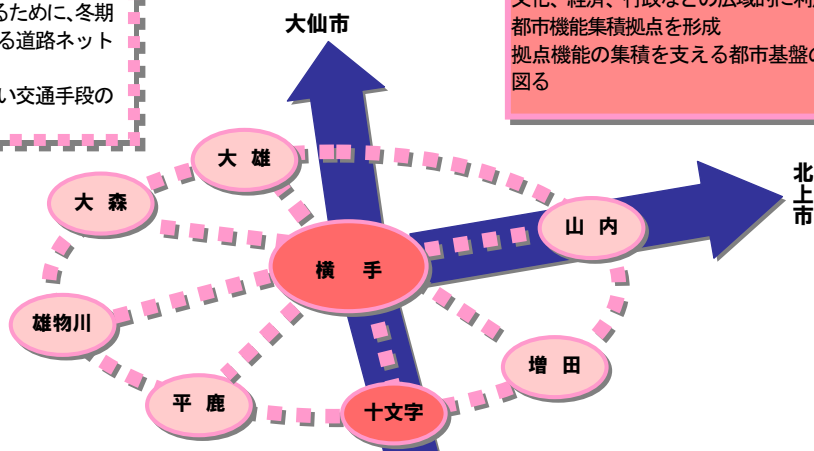 るために、冬期
る道路ネット
い交通手段の
大仙市
都市機能集積拠点を形成
拠点機能の集積を支える都市基盤の
図る
北上市
大 雄
大 森
山 内
横 手
雄物川
増 田
平 鹿
十文字